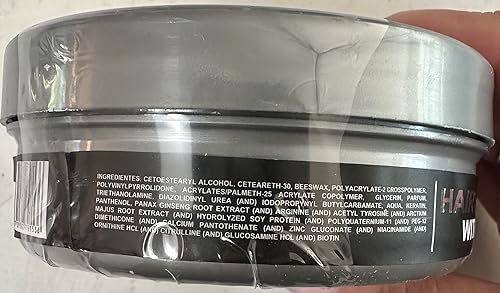 INGREDIENTES: CETOESTEARYL ALCOHOL, CETEARETH-30, BEESWAX, POLYACRYLATE-2 CROSSPOLYMER,
POLYVINYLPYRROLIDONE, ACRYLATES/PALMETH-25 ACRYLATE COPOLYMER, GLYCERIN, PARFUM,
TRIETHANOLAMINE, DIAZOLIDINYL UREA (AND) IODOPROPYNYL BUTYLCARBAMATE, AQUA, KERATIN,
PANTHENOL, PANAX GINSENG ROOT EXTRACT (AND) ARGININE (AND) ACETYL TYROSINE (AND) ARCTIUM
MAJUS ROOT EXTRACT (AND) HYDROLYZED SOY PROTEIN (AND) POLYQUATERNIUM-11 (AND) PEG-12
DIMETHICONE (AND) CALCIUM PANTOTHENATE (AND) ZINC GLUCONATE (AND) NIACINAMIDE (AND)
ORNITHINE HCL (AND) CITRULLINE (AND) GLUCOSAMINE HCL (AND) BIOTIN
HA
WIT